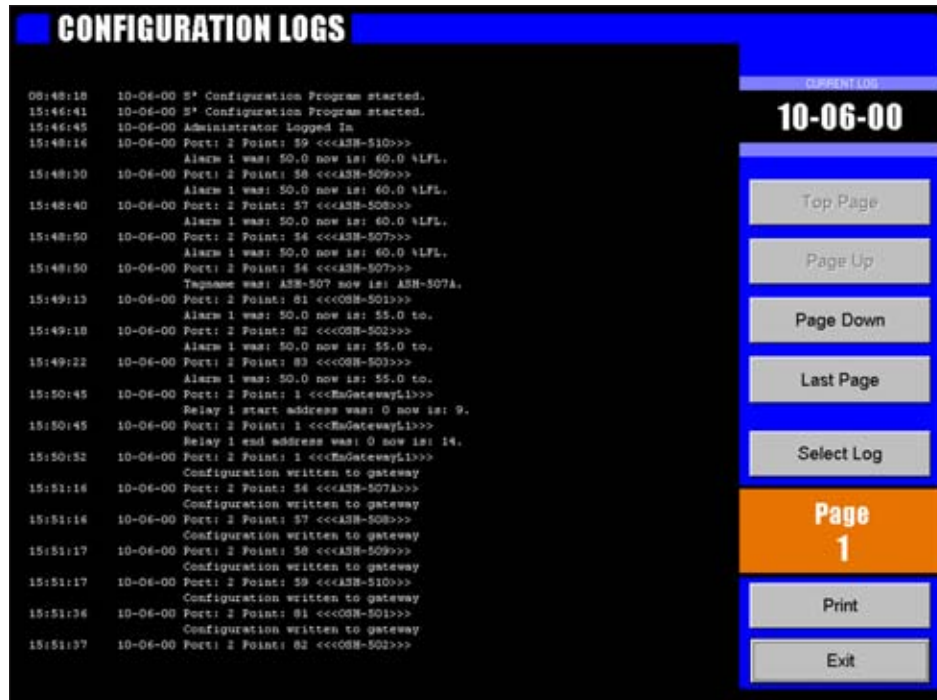 CONFIGURATION LOGS
08:48:18 10-06-00 S³ Configuration Program started.
15:46:41 10-06-00 S³ Configuration Program started.
15:46:45 10-06-00 Administrator Logged In
15:48:16 10-06-00 Port: 2 Point: 59 <<<ASH-510>>>
Alarm 1 was: 50.0 now is: 60.0 %LFL.
15:48:30 10-06-00 Port: 2 Point: 58 <<<ASH-509>>>
Alarm 1 was: 50.0 now is: 60.0 %LFL.
15:48:40 10-06-00 Port: 2 Point: 57 <<<ASH-508>>>
Alarm 1 was: 50.0 now is: 60.0 %LFL.
15:48:50 10-06-00 Port: 2 Point: 56 <<<ASH-507>>>
Alarm 1 was: 50.0 now is: 60.0 %LFL.
15:48:50 10-06-00 Port: 2 Point: 56 <<<ASH-507>>>
Tagname was: ASH-507 now is: ASH-507A.
15:49:13 10-06-00 Port: 2 Point: 81 <<<OSH-501>>>
Alarm 1 was: 50.0 now is: 55.0 to.
15:49:18 10-06-00 Port: 2 Point: 82 <<<OSH-502>>>
Alarm 1 was: 50.0 now is: 55.0 to.
15:49:22 10-06-00 Port: 2 Point: 83 <<<OSH-503>>>
Alarm 1 was: 50.0 now is: 55.0 to.
15:50:45 10-06-00 Port: 2 Point: 1 <<<MnGatewayL1>>>
Relay 1 start address was: 0 now is: 9.
15:50:45 10-06-00 Port: 2 Point: 1 <<<MnGatewayL1>>>
Relay 1 end address was: 0 now is: 14.
15:50:52 10-06-00 Port: 2 Point: 1 <<<MnGatewayL1>>>
Configuration written to gateway
15:51:16 10-06-00 Port: 2 Point: 56 <<<ASH-507A>>>
Configuration written to gateway
15:51:16 10-06-00 Port: 2 Point: 57 <<<ASH-508>>>
Configuration written to gateway
15:51:17 10-06-00 Port: 2 Point: 58 <<<ASH-509>>>
Configuration written to gateway
15:51:17 10-06-00 Port: 2 Point: 59 <<<ASH-510>>>
Configuration written to gateway
15:51:36 10-06-00 Port: 2 Point: 81 <<<OSH-501>>>
Configuration written to gateway
15:51:37 10-06-00 Port: 2 Point: 82 <<<OSH-502>>>
CURRENT LOG
10-06-00
Top Page
Page Up
Page Down
Last Page
Select Log
Page
1
Print
Exit